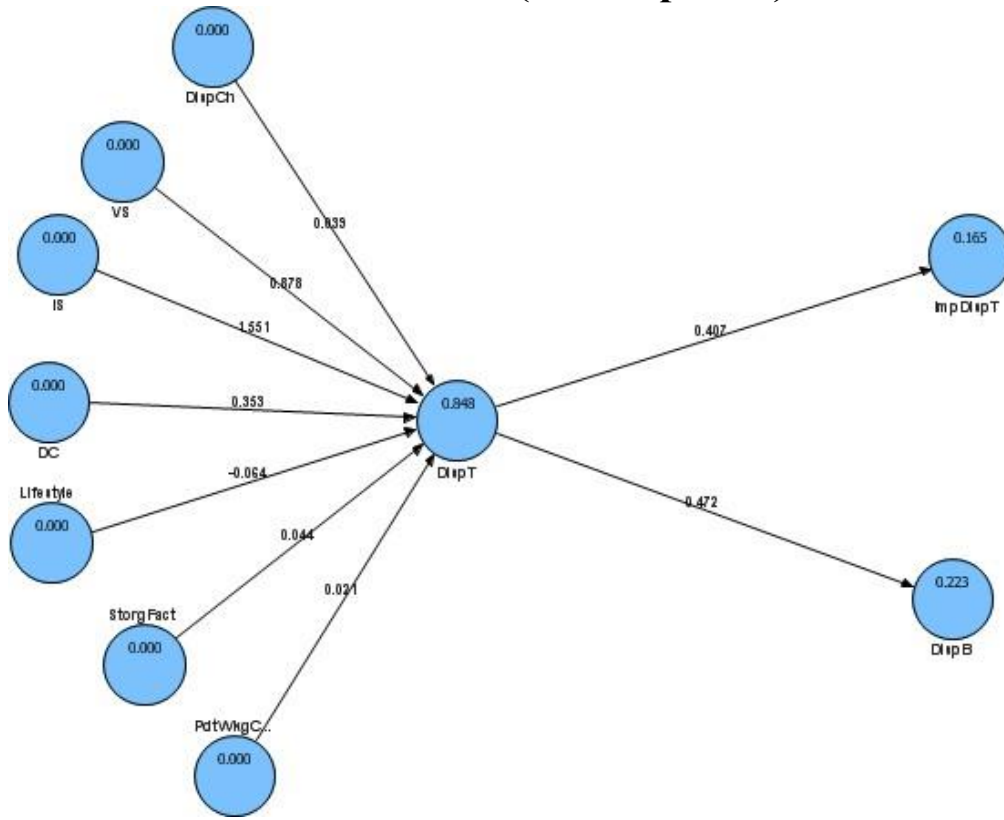 0.000
DispCh
0.000
VS
0.000
IS
0.000
DC
Lifestyle
0.000
StorgFact
0.000
PdtWkgC...
0.000
0.039
0.878
1.551
0.353
-0.064
0.044
0.021
0.848
DispT
0.407
0.472
0.165
ImpDispT
0.223
DispB